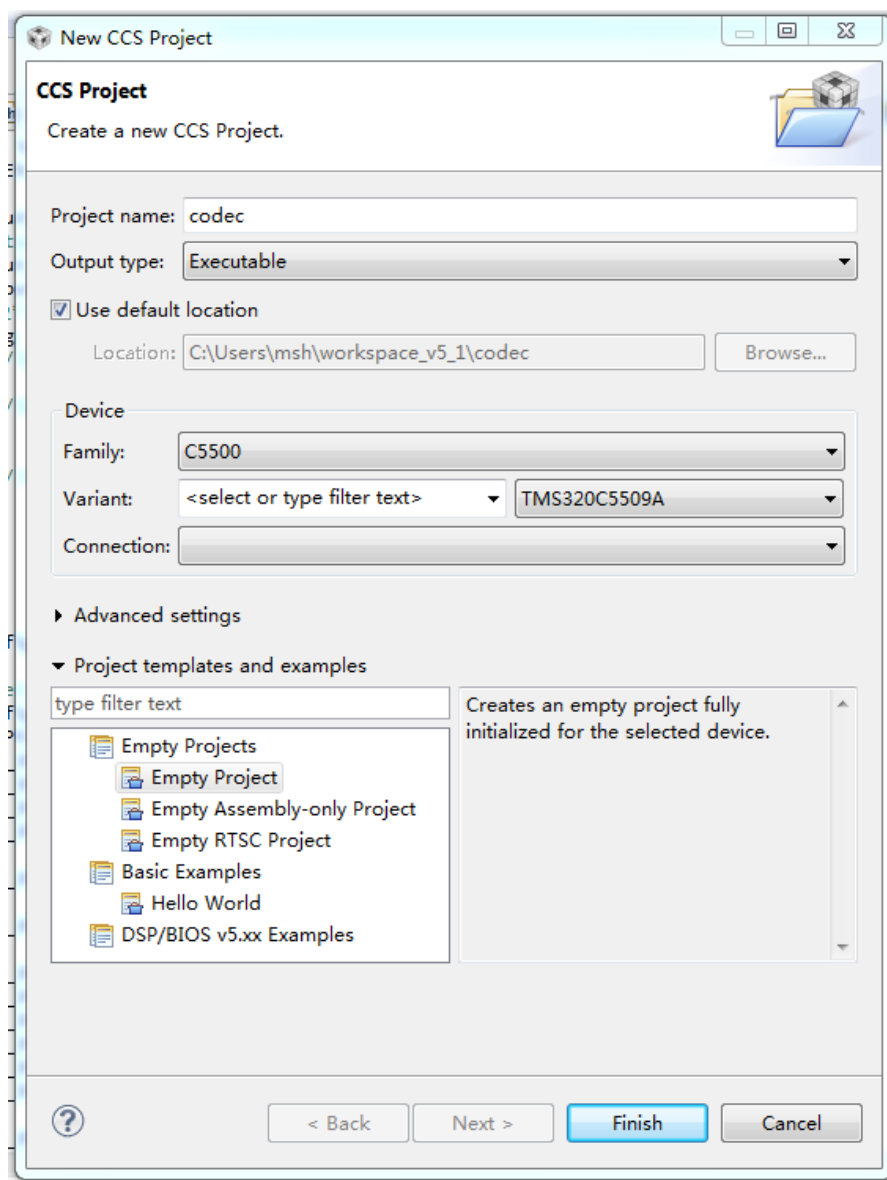 New CCS Project
CCS Project
Create a new CCS Project.
Project name: codec
Output type: Executable
Use default location
Location: C:\Users\msh\workspace_v5_1\codec Browse...
Device
Family: C5500
Variant: <select or type filter text> TMS320C5509A
Connection:
Advanced settings
Project templates and examples
type filter text
Creates an empty project fully
initialized for the selected device.
Empty Projects
Empty Project
Empty Assembly-only Project
Empty RTSC Project
Basic Examples
Hello World
DSP/BIOS v5.xx Examples
? < Back Next > Finish Cancel